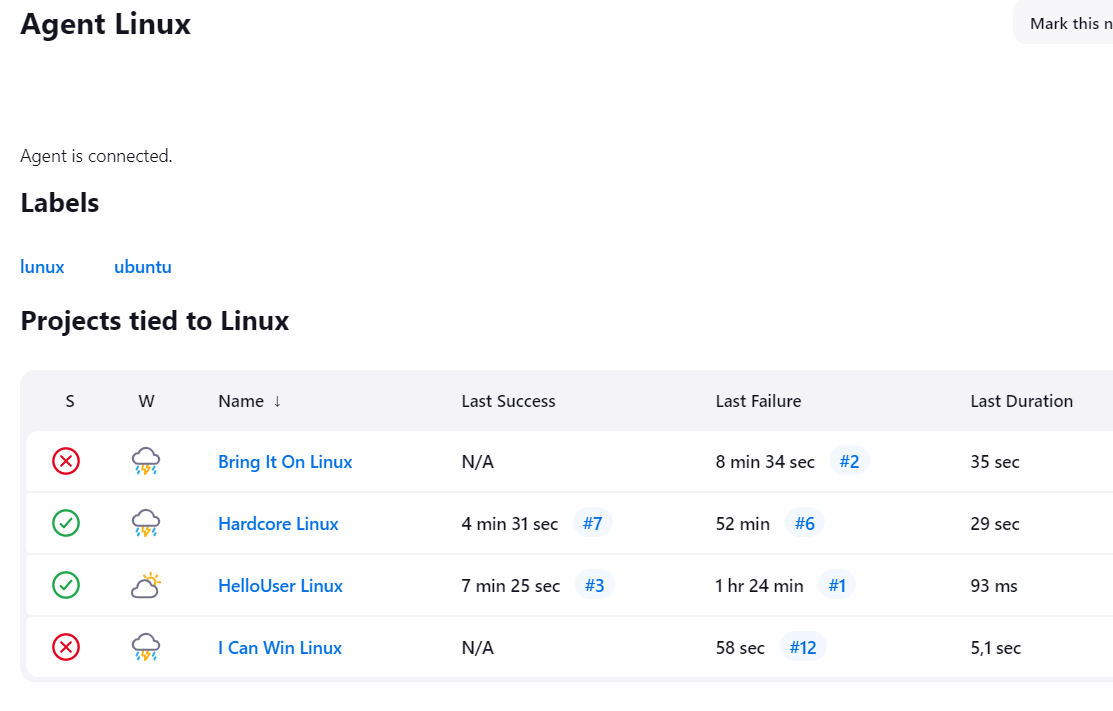 Agent Linux
Mark this n
Agent is connected.
Labels
lunux ubuntu
Projects tied to Linux
S W Name ↓ Last Success Last Failure Last Duration
Bring It On Linux N/A 8 min 34 sec #2 35 sec
Hardcore Linux 4 min 31 sec #7 52 min #6 29 sec
HelloUser Linux 7 min 25 sec #3 1 hr 24 min #1 93 ms
I Can Win Linux N/A 58 sec #12 5,1 sec